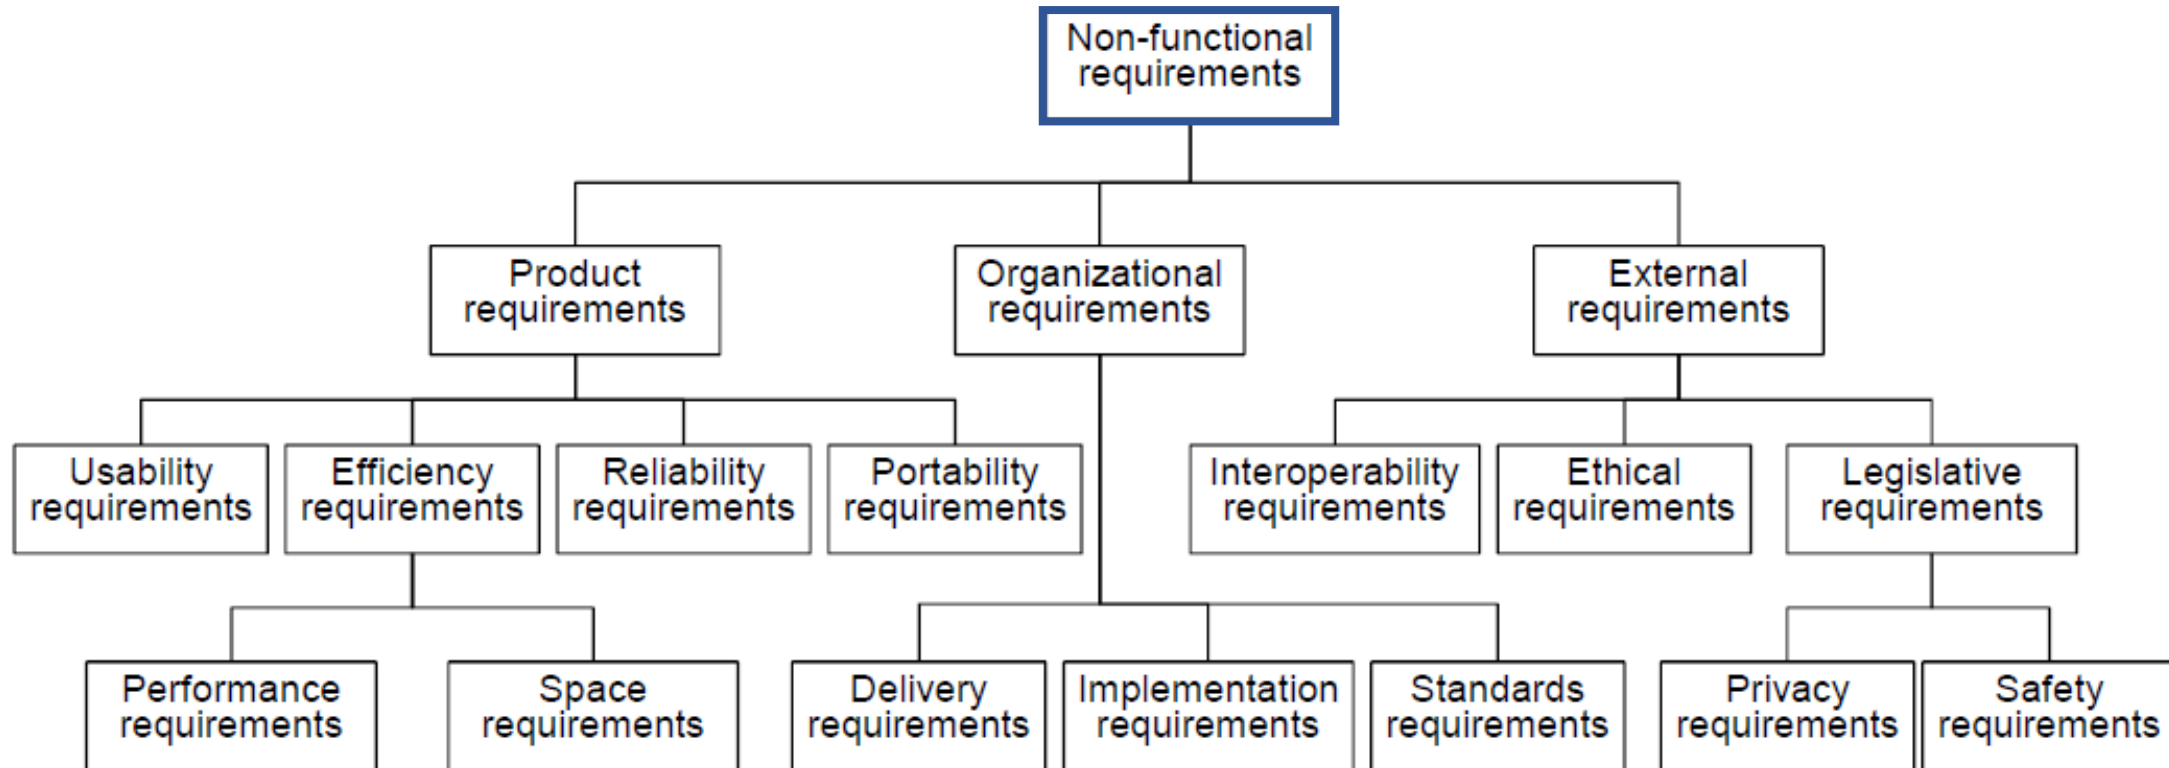 Non-functional
requirements
Product
requirements
Organizational
requirements
External
requirements
Usability
requirements
Efficiency
requirements
Reliability
requirements
Portability
requirements
Interoperability
requirements
Ethical
requirements
Legislative
requirements
Performance
requirements
Space
requirements
Delivery
requirements
Implementation
requirements
Standards
requirements
Privacy
requirements
Safety
requirements